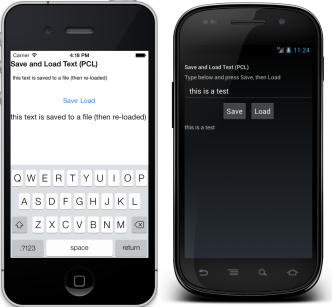 Carrier 4:18 PM
Save and Load Text (PCL)
this text is saved to a file (then re-loaded)
Save Load
this text is saved to a file (then re-loaded)
Q W E R T Y U I O P
A S D F G H J K L
Z X C V B N M
.?123 space return
11:24
Save and Load Text (PCL)
Type below and press Save, then Load
this is a test
Save Load
this is a test